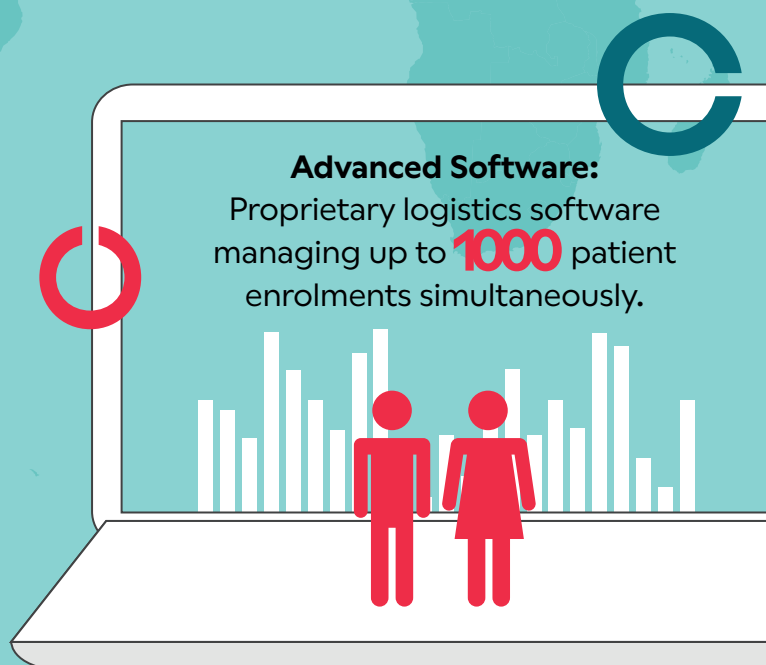 Advanced Software:
Proprietary logistics software
managing up to 1000 patient
enrolments simultaneously.